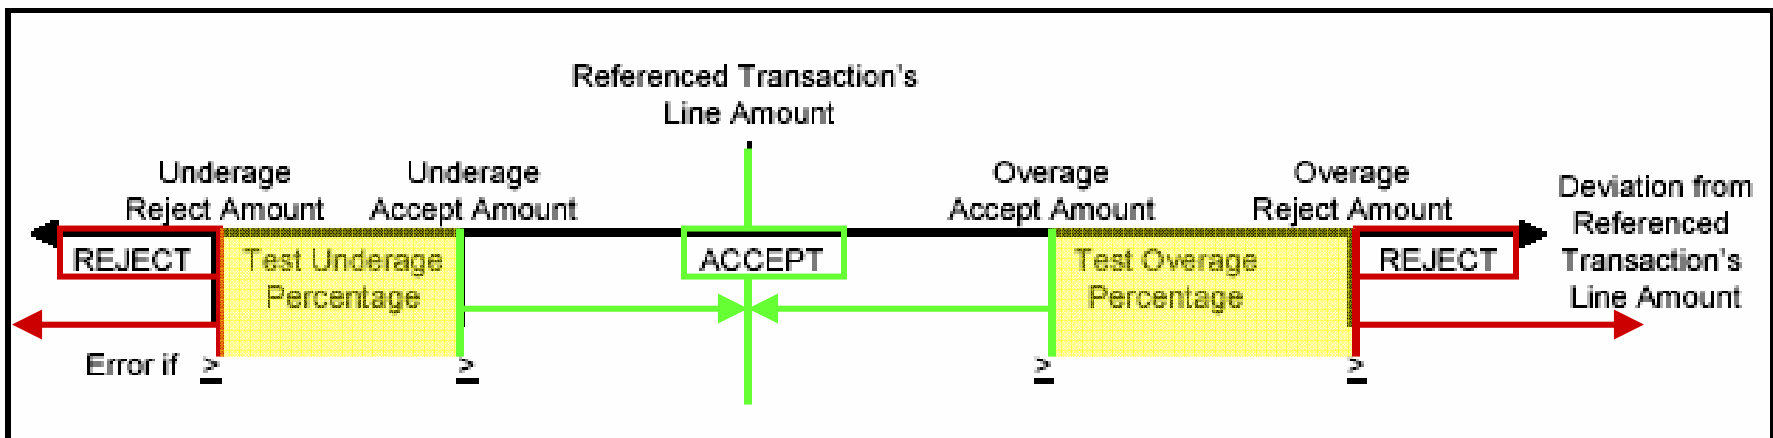 Referenced Transaction's
Line Amount
Underage
Reject Amount
Underage
Accept Amount
Overage
Accept Amount
Overage
Reject Amount
Deviation from
Referenced
Transaction's
Line Amount
REJECT
Test Underage
Percentage
ACCEPT
Test Overage
Percentage
REJECT
Error if ≥ ≥ ≥ ≥